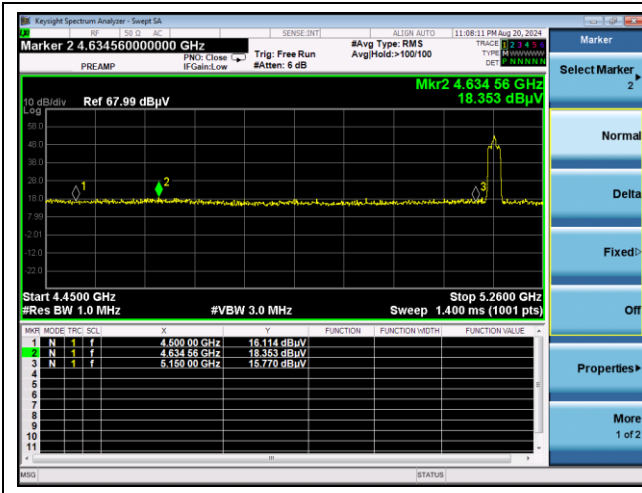 Keysight Spectrum Analyzer - Swept SA
RF 50 Ω AC SENSE:INT ALIGN AUTO 11:08:11 PM Aug 20, 2024
Marker 2 4.634560000000 GHz
PREAMP
PNO: Close
IFGain:Low
Trig: Free Run
#Atten: 6 dB
#Avg Type: RMS
Avg|Hold:>100/100
TRACE 1 2 3 4 5 6
TYPE M WWWWW
DET P N N N N N
Mkr2 4.634 56 GHz
18.353 dBµV
10 dB/div Ref 67.99 dBµV
Log
58.0
48.0
38.0
28.0
18.0
7.99
-2.01
-12.0
-22.0
1
2
3
Start 4.4500 GHz Stop 5.2600 GHz
#Res BW 1.0 MHz #VBW 3.0 MHz Sweep 1.400 ms (1001 pts)
MKR MODE TRC SCL X Y FUNCTION FUNCTION WIDTH FUNCTION VALUE
1 N 1 f 4.500 00 GHz 16.114 dBµV
2 N 1 f 4.634 56 GHz 18.353 dBµV
3 N 1 f 5.150 00 GHz 15.770 dBµV
4
5
6
7
8
9
10
11
MSG STATUS
Marker
Select Marker
2
Normal
Delta
Fixed
Off
Properties
More
1 of 2